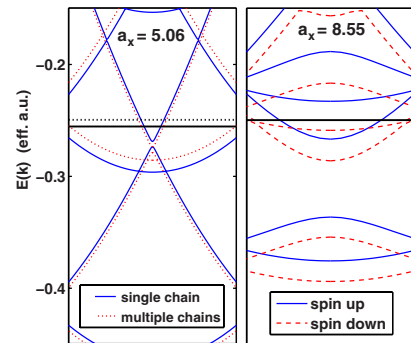 a_x = 5.06
a_x = 8.55
E(k) (eff. a.u.)
−0.2
−0.3
−0.4
single chain
multiple chains
spin up
spin down